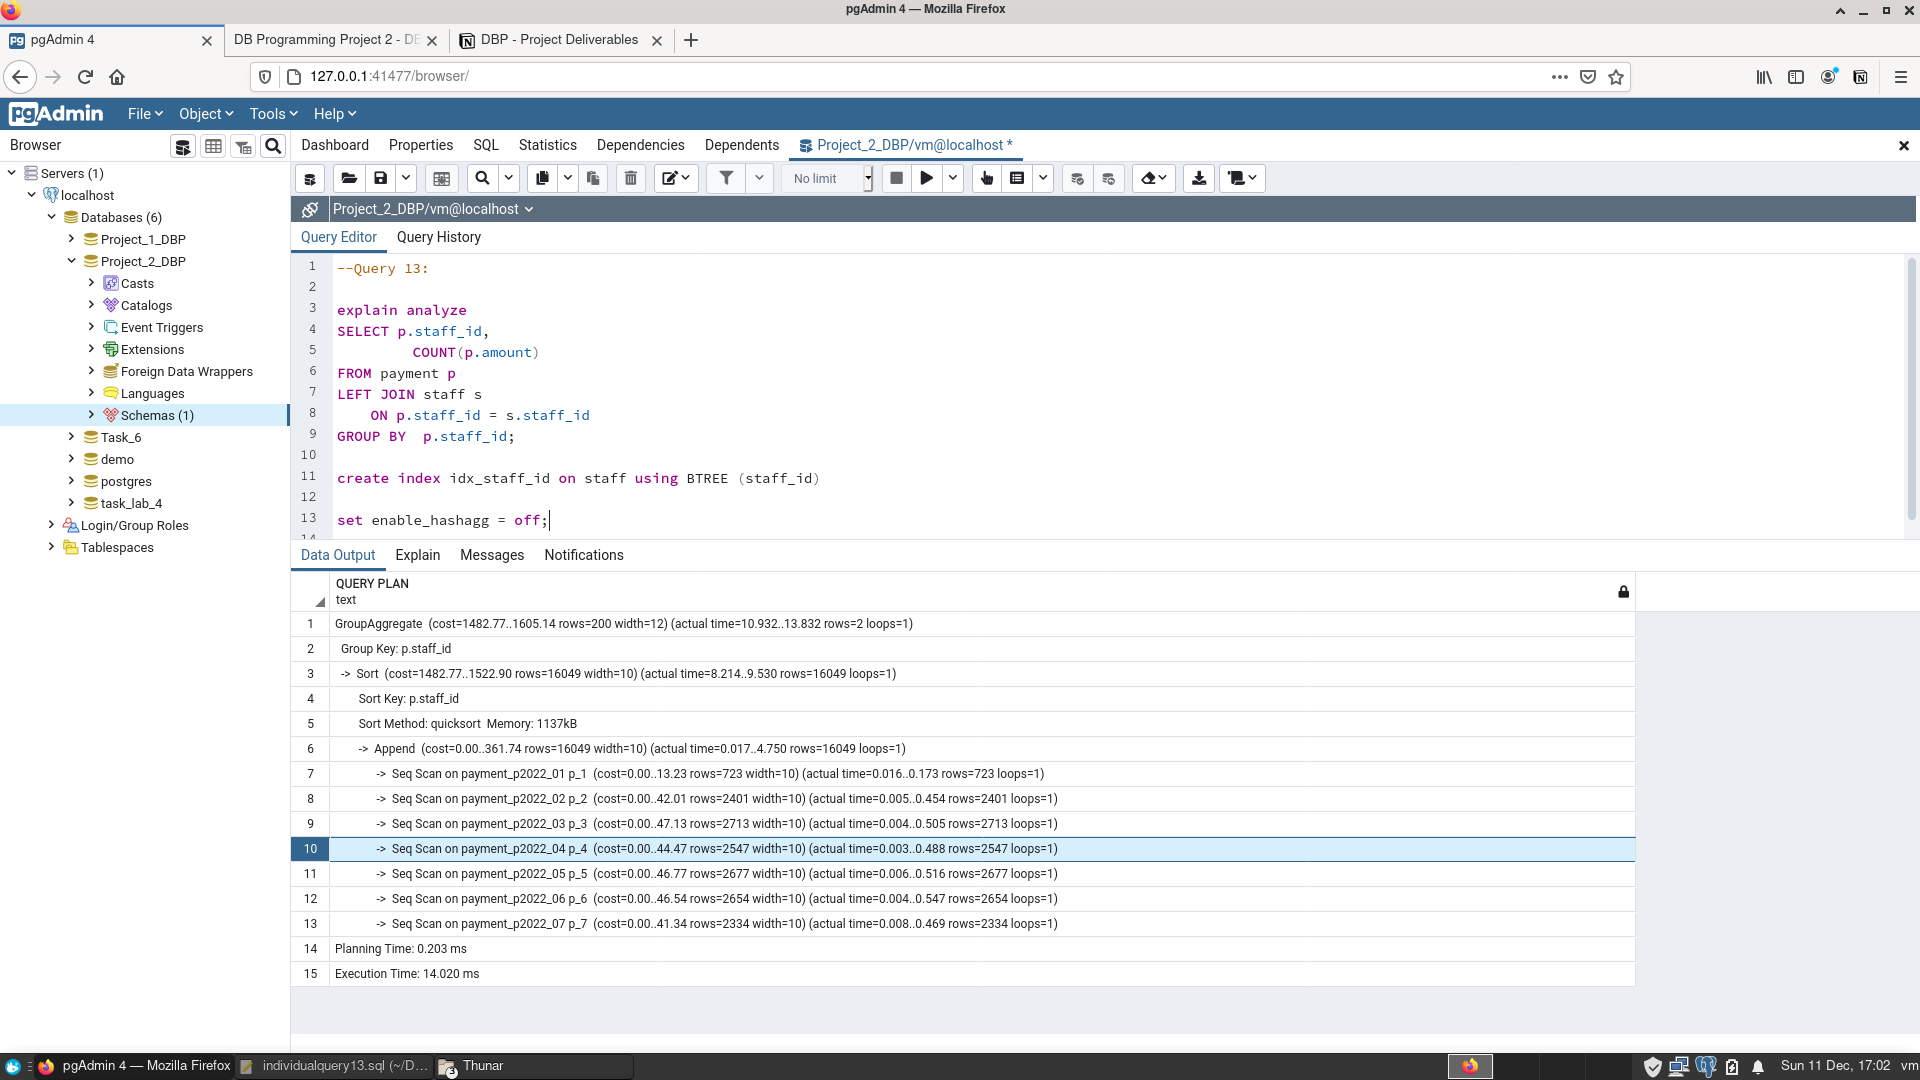 pgAdmin 4 — Mozilla Firefox
pgAdmin 4
DB Programming Project 2 - DE
DBP - Project Deliverables
127.0.0.1:41477/browser/
pgAdmin
File
Object
Tools
Help
Browser
Dashboard
Properties
SQL
Statistics
Dependencies
Dependents
Project_2_DBP/vm@localhost *
Servers (1)
localhost
Databases (6)
Project_1_DBP
Project_2_DBP
Casts
Catalogs
Event Triggers
Extensions
Foreign Data Wrappers
Languages
Schemas (1)
Task_6
demo
postgres
task_lab_4
Login/Group Roles
Tablespaces
No limit
Project_2_DBP/vm@localhost
Query Editor
Query History
1 --Query 13:
2
3 explain analyze
4 SELECT p.staff_id,
5 COUNT(p.amount)
6 FROM payment p
7 LEFT JOIN staff s
8 ON p.staff_id = s.staff_id
9 GROUP BY  p.staff_id;
10
11 create index idx_staff_id on staff using BTREE (staff_id)
12
13 set enable_hashagg = off;
14
Data Output
Explain
Messages
Notifications
QUERY PLAN
text
1 GroupAggregate (cost=1482.77..1605.14 rows=200 width=12) (actual time=10.932..13.832 rows=2 loops=1)
2 Group Key: p.staff_id
3 -> Sort (cost=1482.77..1522.90 rows=16049 width=10) (actual time=8.214..9.530 rows=16049 loops=1)
4 Sort Key: p.staff_id
5 Sort Method: quicksort Memory: 1137kB
6 -> Append (cost=0.00..361.74 rows=16049 width=10) (actual time=0.017..4.750 rows=16049 loops=1)
7 -> Seq Scan on payment_p2022_01 p_1 (cost=0.00..13.23 rows=723 width=10) (actual time=0.016..0.173 rows=723 loops=1)
8 -> Seq Scan on payment_p2022_02 p_2 (cost=0.00..42.01 rows=2401 width=10) (actual time=0.005..0.454 rows=2401 loops=1)
9 -> Seq Scan on payment_p2022_03 p_3 (cost=0.00..47.13 rows=2713 width=10) (actual time=0.004..0.505 rows=2713 loops=1)
10 -> Seq Scan on payment_p2022_04 p_4 (cost=0.00..44.47 rows=2547 width=10) (actual time=0.003..0.488 rows=2547 loops=1)
11 -> Seq Scan on payment_p2022_05 p_5 (cost=0.00..46.77 rows=2677 width=10) (actual time=0.006..0.516 rows=2677 loops=1)
12 -> Seq Scan on payment_p2022_06 p_6 (cost=0.00..46.54 rows=2654 width=10) (actual time=0.004..0.547 rows=2654 loops=1)
13 -> Seq Scan on payment_p2022_07 p_7 (cost=0.00..41.34 rows=2334 width=10) (actual time=0.008..0.469 rows=2334 loops=1)
14 Planning Time: 0.203 ms
15 Execution Time: 14.020 ms
pgAdmin 4 — Mozilla Firefox
individualquery13.sql (~/D...
3 Thunar
Sun 11 Dec, 17:02
vm